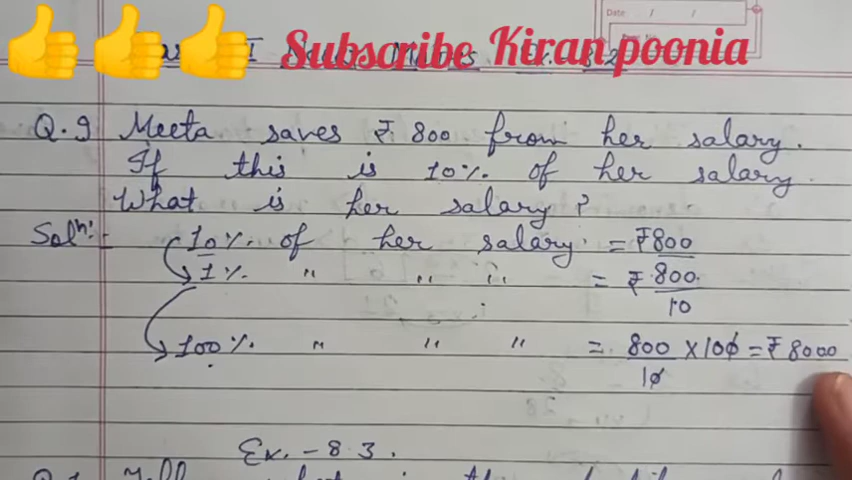 Date: / /
Subscribe Kiran poonia
Q.9 Meeta saves ₹ 800 from her salary.
If this is 10% of her salary.
What is her salary?
Solⁿ:- 10% of her salary = ₹800
1% " " " = ₹ 800/10
100% " " " = 800/10 × 100 = ₹8000
Ex. - 8.3.